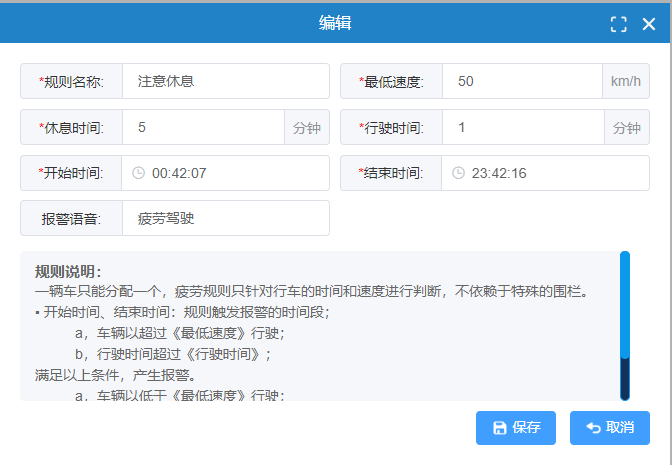 编辑
*规则名称: 注意休息 *最低速度: 50 km/h
*休息时间: 5 分钟 *行驶时间: 1 分钟
*开始时间: 00:42:07 *结束时间: 23:42:16
报警语音: 疲劳驾驶
规则说明：
一辆车只能分配一个，疲劳规则只针对行车的时间和速度进行判断，不依赖于特殊的围栏。
▪ 开始时间、结束时间：规则触发报警的时间段；
a，车辆以超过《最低速度》行驶；
b，行驶时间超过《行驶时间》；
满足以上条件，产生报警。
a，车辆以低于《最低速度》行驶；
保存 取消